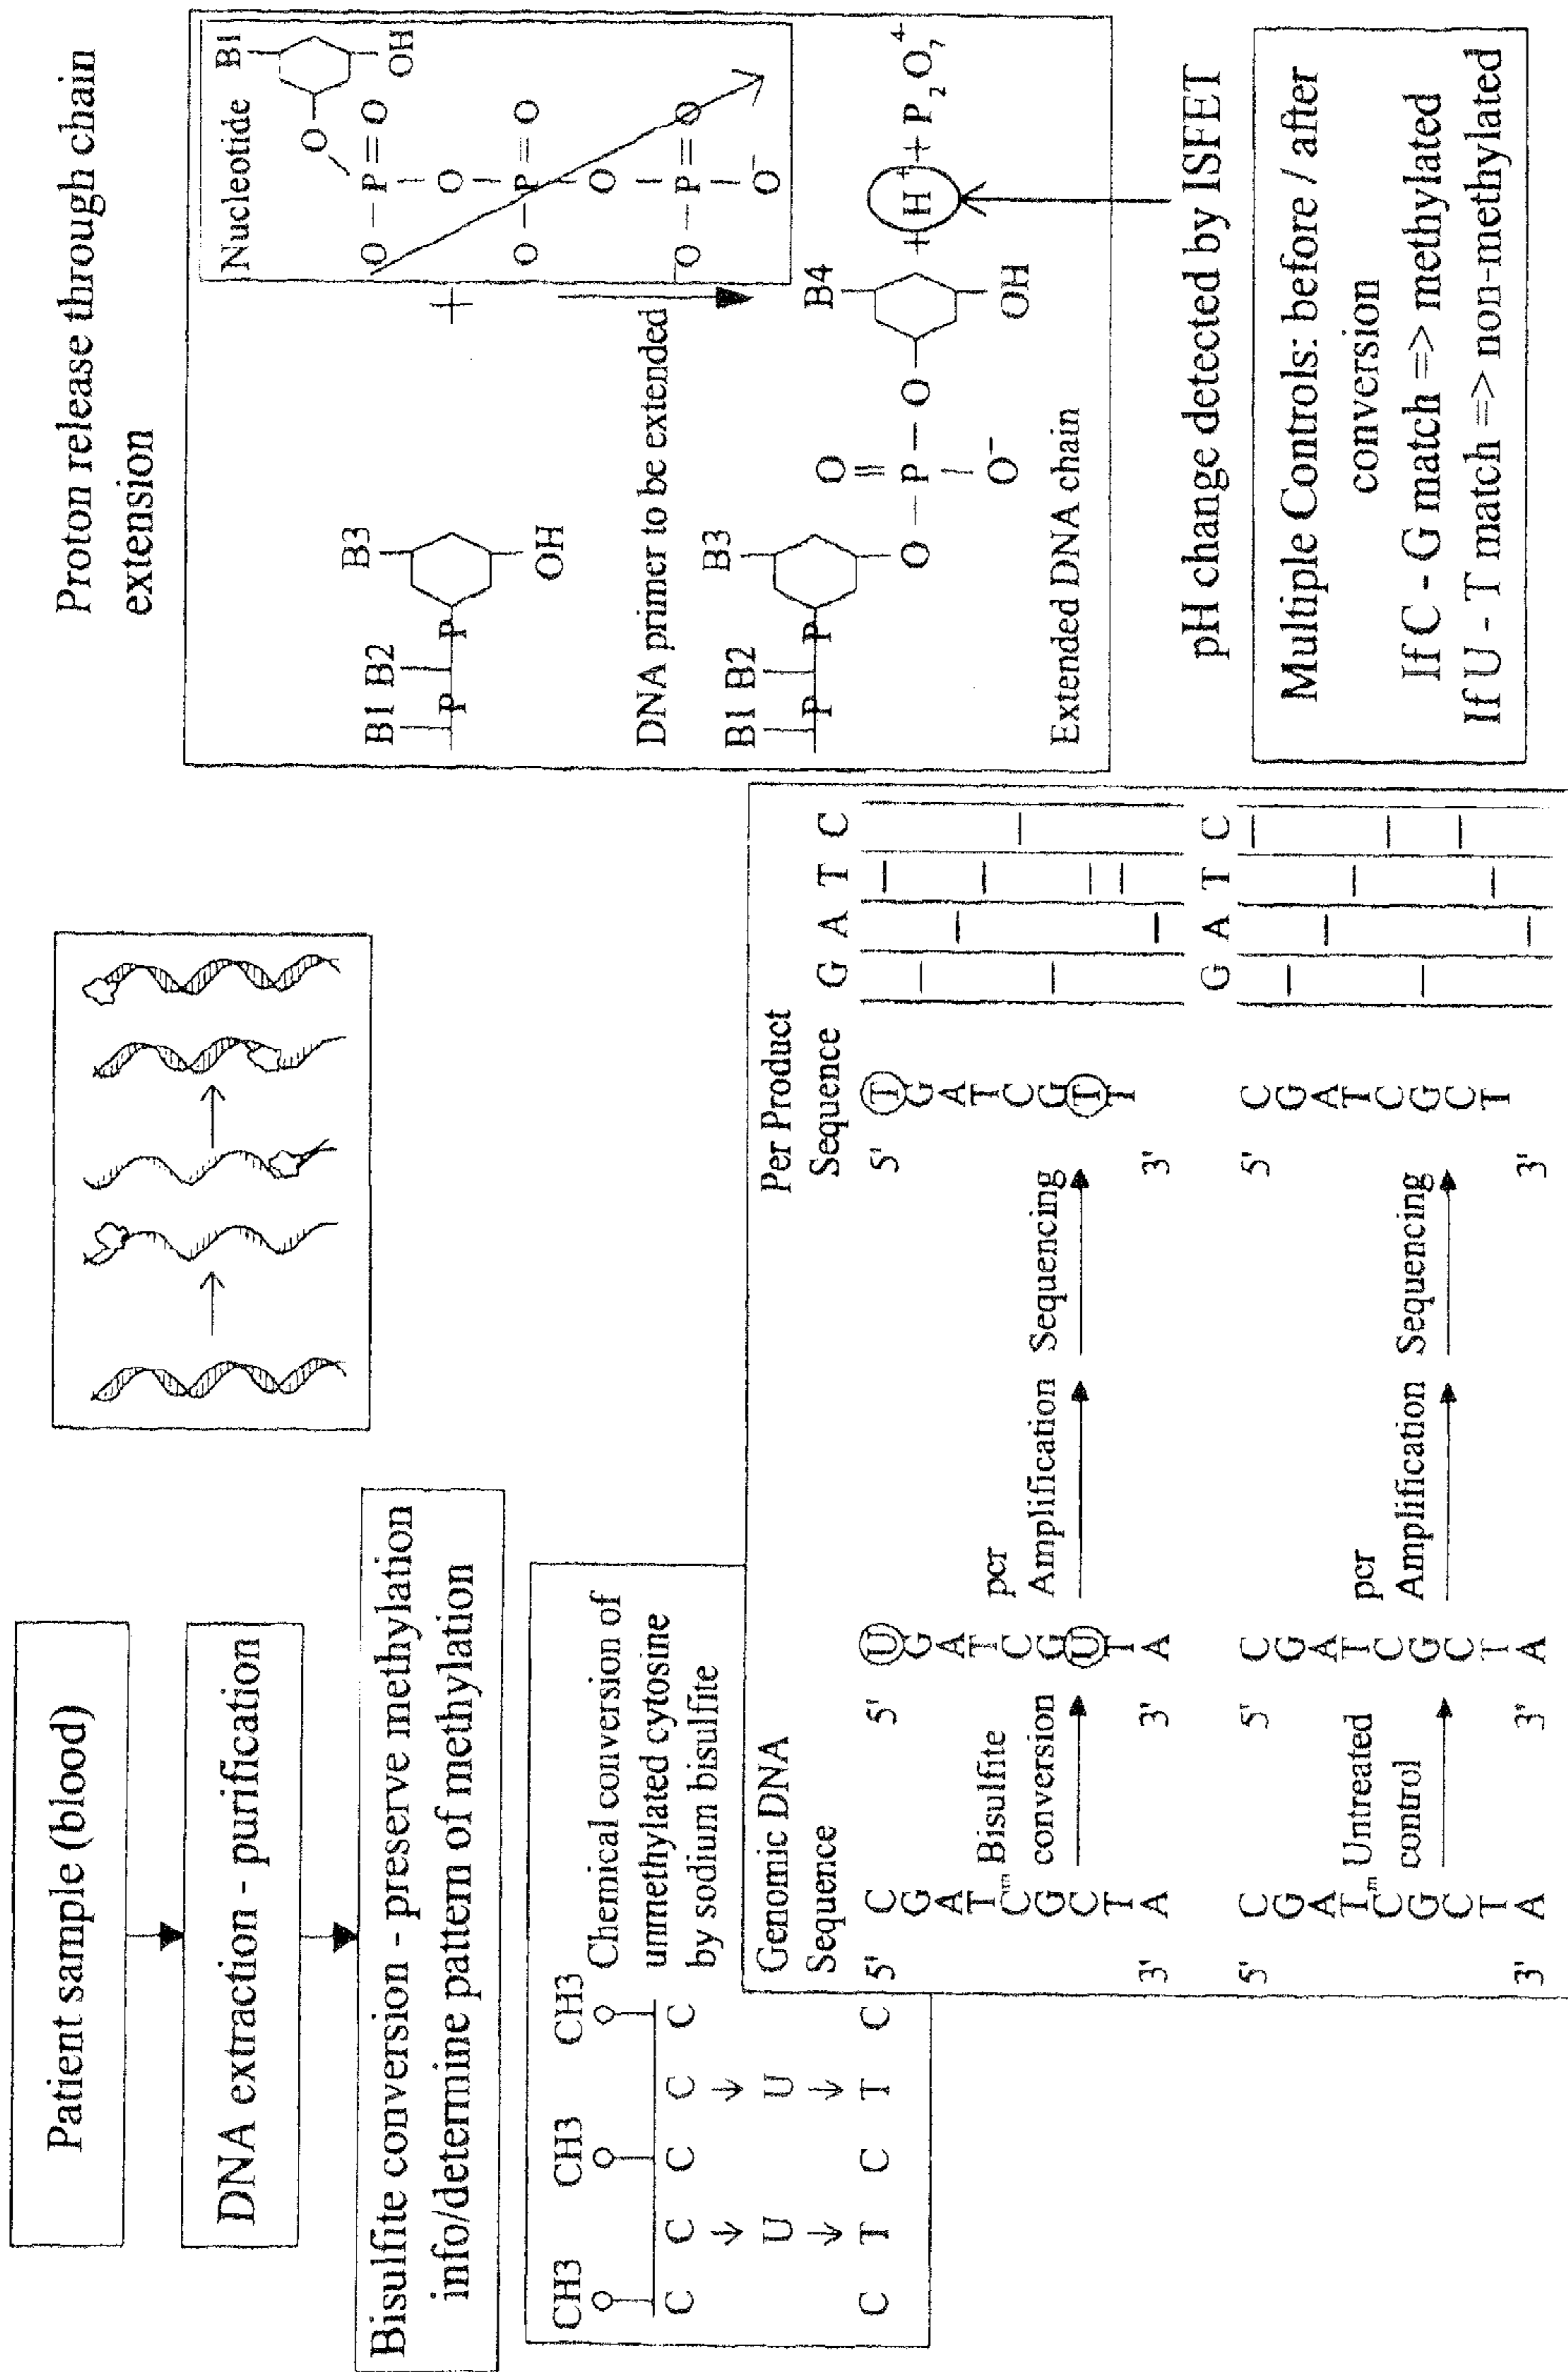 Patient sample (blood)
DNA extraction - purification
Bisulfite conversion - preserve methylation
info/determine pattern of methylation
CH3 CH3 CH3
C C C C C
U U
C T C T C
Chemical conversion of
unmethylated cytosine
by sodium bisulfite
Genomic DNA
Sequence
5'
C
G
A
T
m
C
G
C
T
A
3'
Bisulfite
conversion
5'
U
G
A
T
C
G
U
T
A
3'
pcr
Amplification
Sequencing
Per Product
Sequence
5'
T
G
A
T
C
G
T
T
3'
G A T C
5'
C
G
A
T
m
C
G
C
T
A
3'
Untreated
control
5'
C
G
A
T
C
G
C
T
A
3'
pcr
Amplification
Sequencing
5'
C
G
A
T
C
G
C
T
3'
G A T C
Proton release through chain
extension
B1 B2 B3
P P
OH
+
Nucleotide
B1
O
OH
O — P = O
O
O — P = O
O
O — P = O
O-
DNA primer to be extended
B1 B2 B3
P P
O — P — O
O
O-
B4
OH
+ H+ + P2O7 4-
Extended DNA chain
pH change detected by ISFET
Multiple Controls: before / after
conversion
If C - G match => methylated
If U - T match => non-methylated